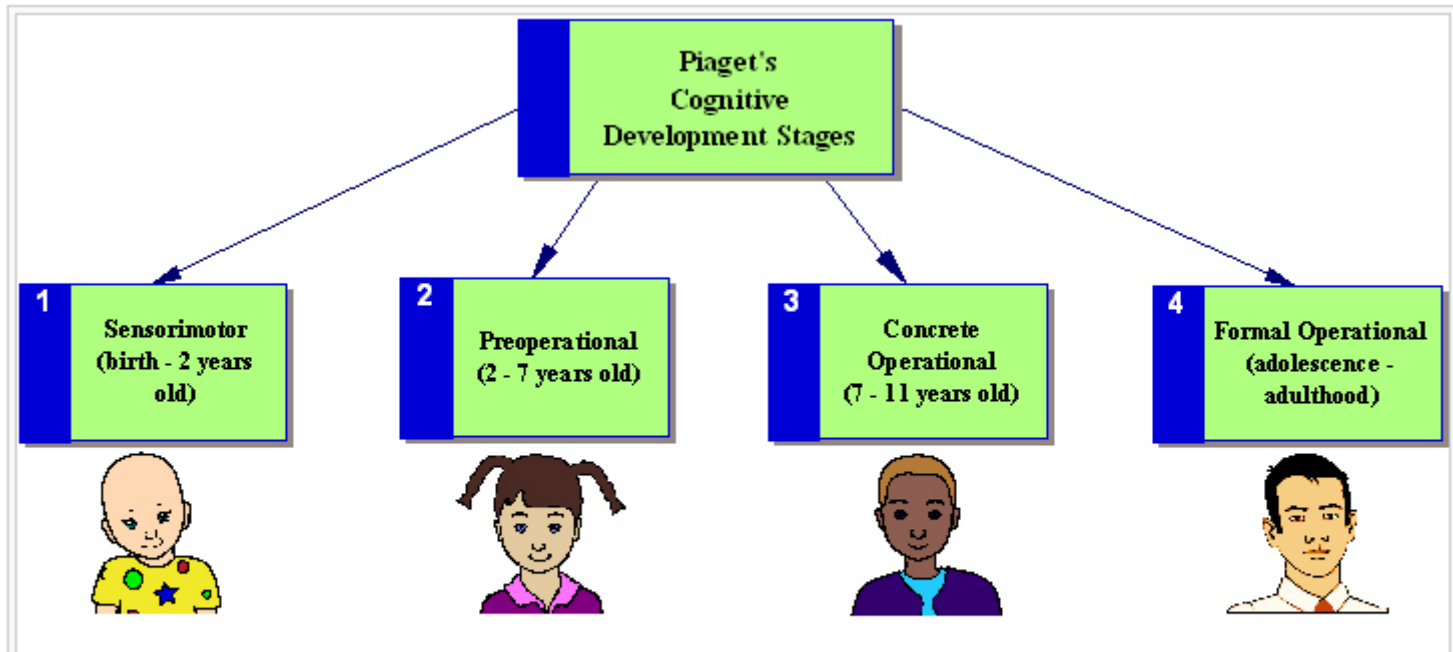 Piaget's
Cognitive
Development Stages
1
Sensorimotor
(birth - 2 years
old)
2
Preoperational
(2 - 7 years old)
3
Concrete
Operational
(7 - 11 years old)
4
Formal Operational
(adolescence -
adulthood)